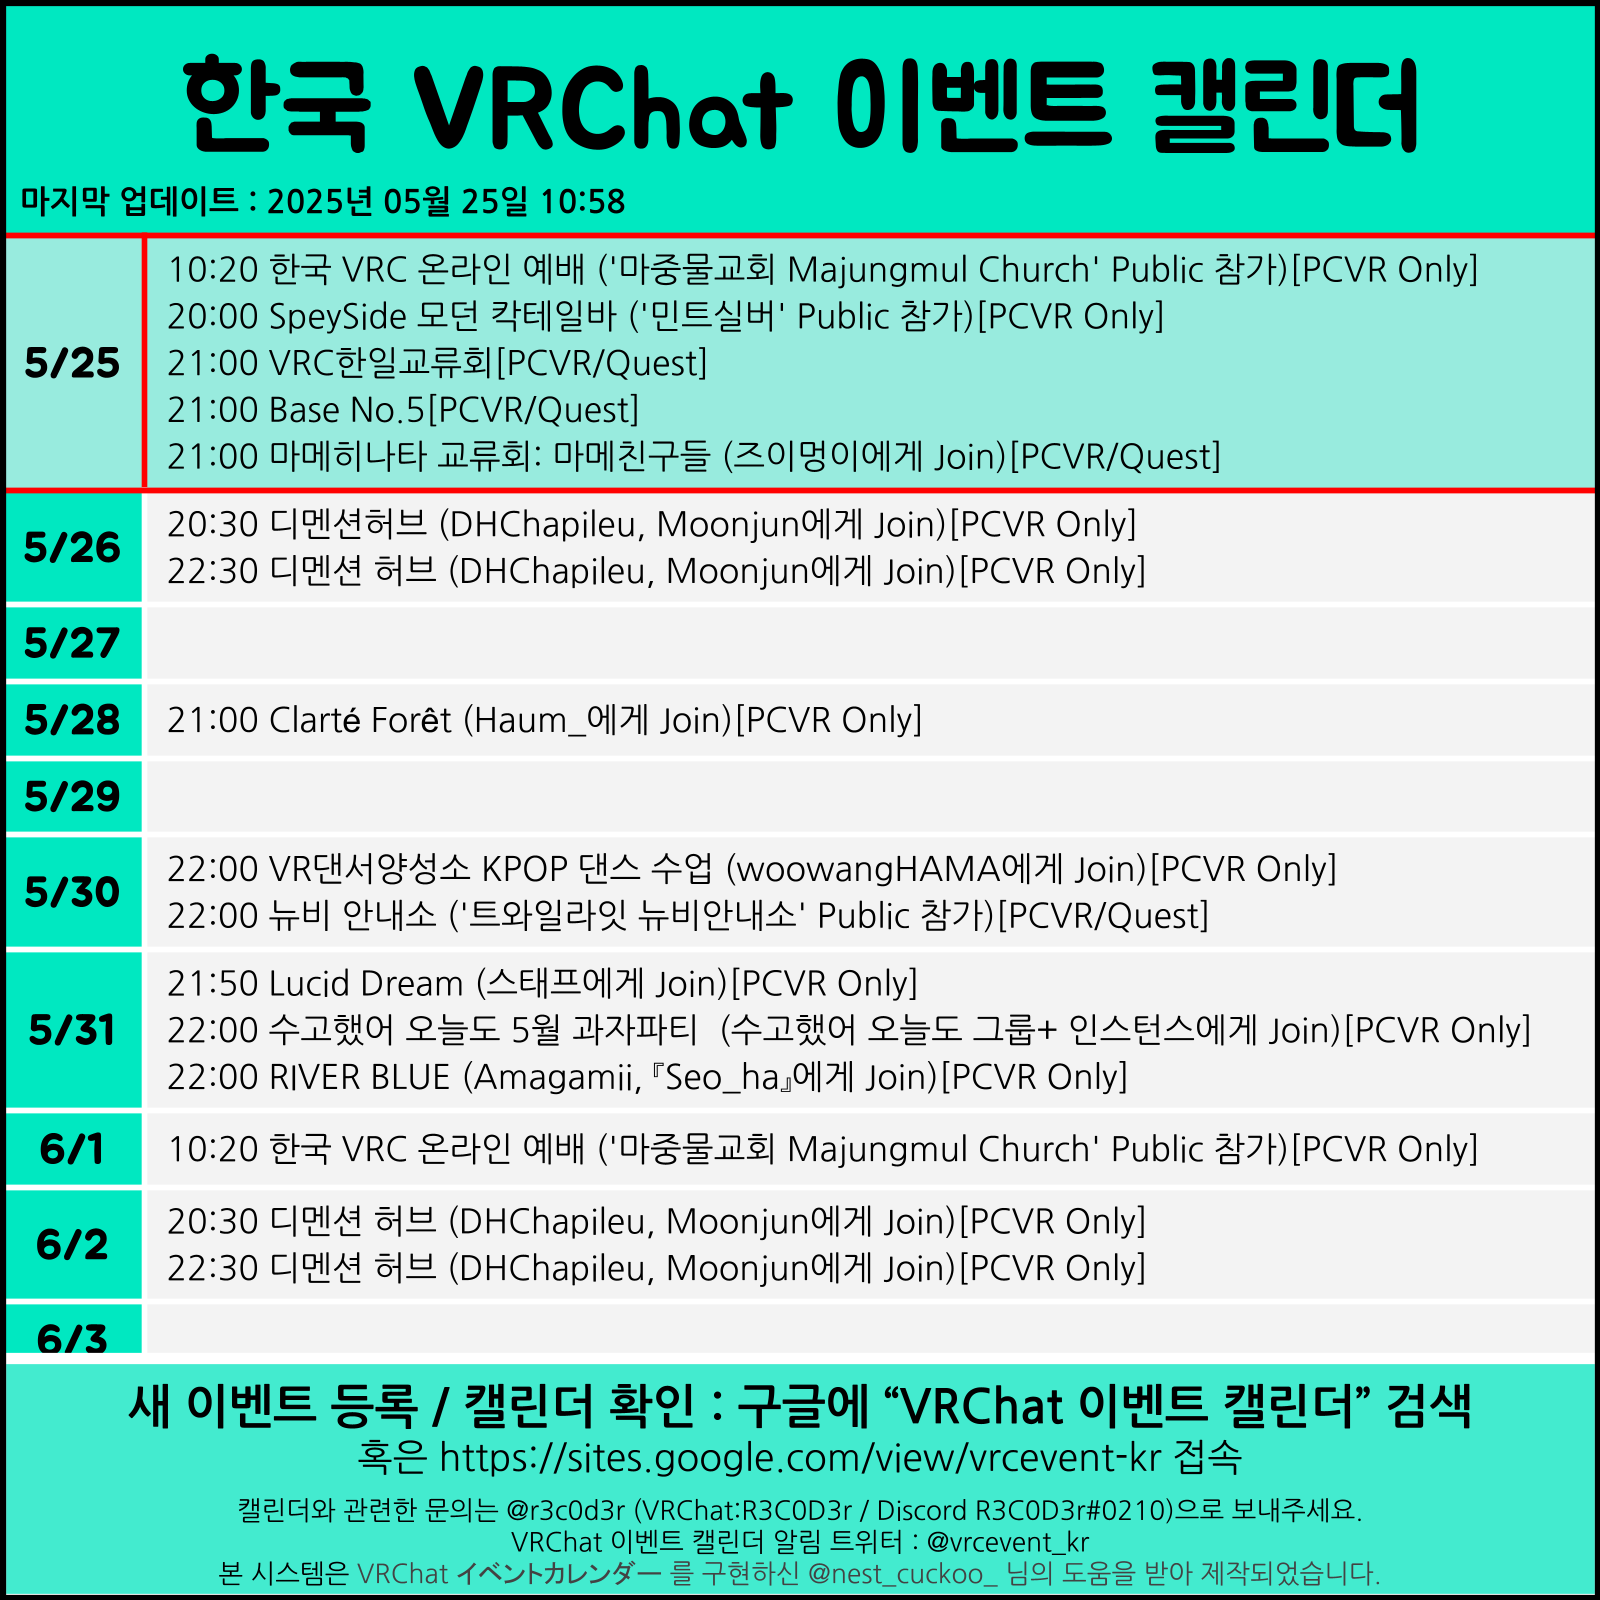 한국 VRChat 이벤트 캘린더
마지막 업데이트 : 2025년 05월 25일 10:58
5/25
10:20 한국 VRC 온라인 예배 ('마중물교회 Majungmul Church' Public 참가)[PCVR Only]
20:00 SpeySide 모던 칵테일바 ('민트실버' Public 참가)[PCVR Only]
21:00 VRC한일교류회[PCVR/Quest]
21:00 Base No.5[PCVR/Quest]
21:00 마메히나타 교류회: 마메친구들 (즈이멍이에게 Join)[PCVR/Quest]
5/26
20:30 디멘션허브 (DHChapileu, Moonjun에게 Join)[PCVR Only]
22:30 디멘션 허브 (DHChapileu, Moonjun에게 Join)[PCVR Only]
5/27
5/28
21:00 Clarté Forêt (Haum_에게 Join)[PCVR Only]
5/29
5/30
22:00 VR댄서양성소 KPOP 댄스 수업 (woowangHAMA에게 Join)[PCVR Only]
22:00 뉴비 안내소 ('트와일라잇 뉴비안내소' Public 참가)[PCVR/Quest]
5/31
21:50 Lucid Dream (스태프에게 Join)[PCVR Only]
22:00 수고했어 오늘도 5월 과자파티  (수고했어 오늘도 그룹+ 인스턴스에게 Join)[PCVR Only]
22:00 RIVER BLUE (Amagamii, 『Seo_ha』에게 Join)[PCVR Only]
6/1
10:20 한국 VRC 온라인 예배 ('마중물교회 Majungmul Church' Public 참가)[PCVR Only]
6/2
20:30 디멘션 허브 (DHChapileu, Moonjun에게 Join)[PCVR Only]
22:30 디멘션 허브 (DHChapileu, Moonjun에게 Join)[PCVR Only]
6/3
새 이벤트 등록 / 캘린더 확인 : 구글에 “VRChat 이벤트 캘린더” 검색
혹은 https://sites.google.com/view/vrcevent-kr 접속
캘린더와 관련한 문의는 @r3c0d3r (VRChat:R3C0D3r / Discord R3C0D3r#0210)으로 보내주세요.
VRChat 이벤트 캘린더 알림 트위터 : @vrcevent_kr
본 시스템은 VRChat イベントカレンダー 를 구현하신 @nest_cuckoo_ 님의 도움을 받아 제작되었습니다.